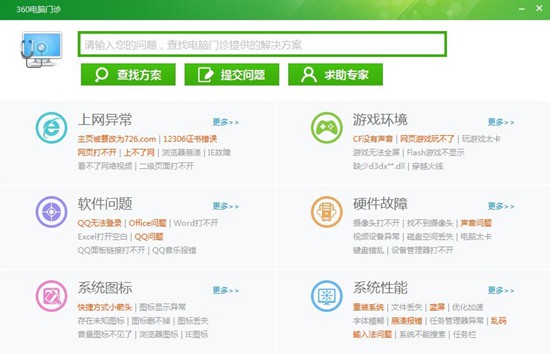 360电脑门诊
请输入您的问题，查找电脑门诊提供的解决方案
查找方案 提交问题 求助专家
上网异常 更多>>
主页被篡改为726.com | 12306证书错误
网页打不开 | 上不了网 | 浏览器崩溃 | IE故障
看不了网络视频 | 二级页面打不开
游戏环境 更多>>
CF没有声音 | 网页游戏玩不了 | 玩游戏太卡
游戏无法全屏 | Flash游戏不显示
缺少d3dx**.dll | 穿越火线
软件问题 更多>>
QQ无法登录 | Office问题 | Word打不开
Excel打开空白 | QQ问题
QQ面板链接打不开 | QQ音乐报错
硬件故障 更多>>
摄像头打不开 | 找不到摄像头 | 声音问题
视频设备异常 | 磁盘空间丢失 | 电脑太卡
键盘错乱 | 设备管理器打不开
系统图标 更多>>
快捷方式小箭头 | 图标显示异常
存在未知图标 | 图标删不掉 | 图标丢失
音量图标不见了 | 浏览器图标 | IE图标
系统性能 更多>>
重装系统 | 文件丢失 | 蓝屏 | 优化加速
字体模糊 | 崩溃报错 | 任务管理器异常 | 乱码
输入法问题 | 系统不能搜索 | 任务栏